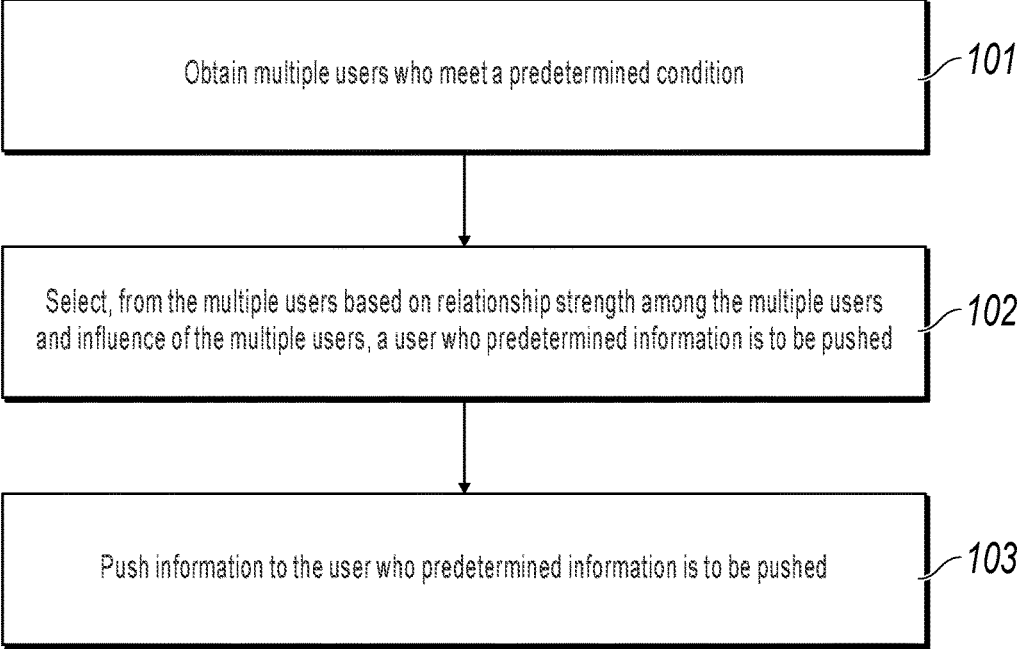 Obtain multiple users who meet a predetermined condition
101
Select, from the multiple users based on relationship strength among the multiple users
and influence of the multiple users, a user who predetermined information is to be pushed
102
Push information to the user who predetermined information is to be pushed
103